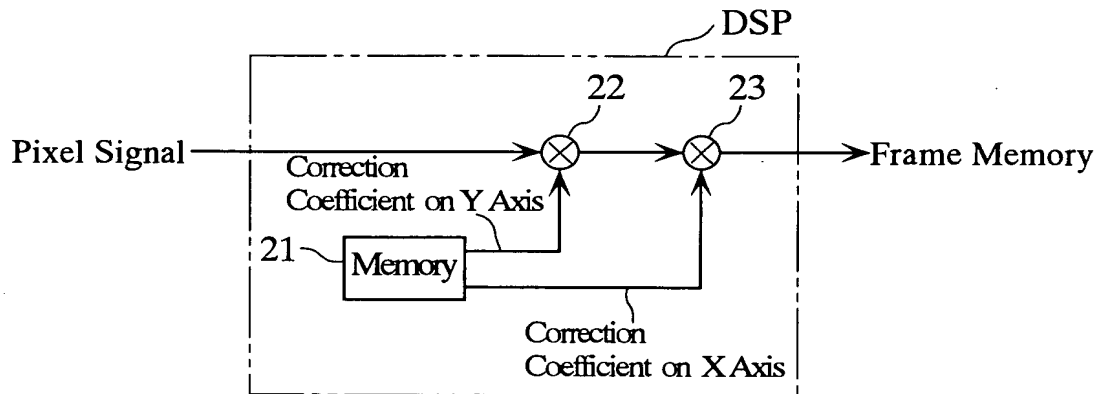 DSP
22
23
Pixel Signal
Frame Memory
Correction
Coefficient on Y Axis
21
Memory
Correction
Coefficient on X Axis